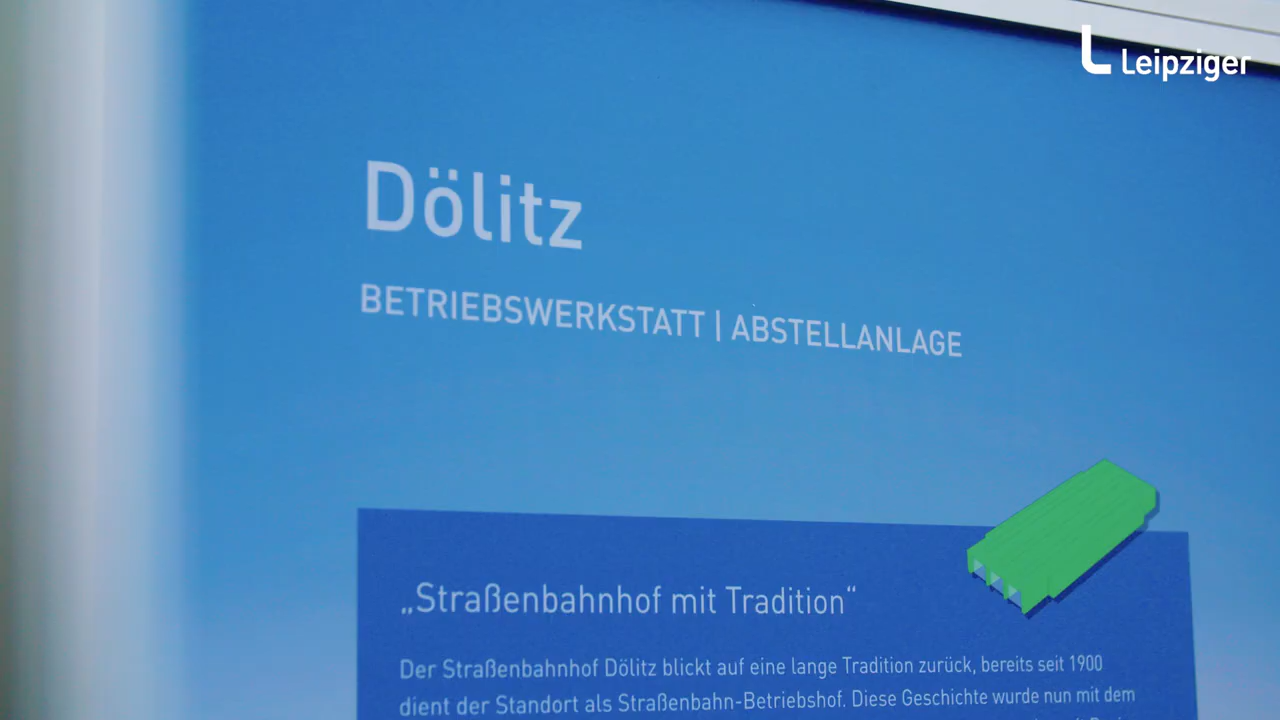 Leipziger
Dölitz
BETRIEBSWERKSTATT | ABSTELLANLAGE
„Straßenbahnhof mit Tradition“
Der Straßenbahnhof Dölitz blickt auf eine lange Tradition zurück, bereits seit 1900
dient der Standort als Straßenbahn-Betriebshof. Diese Geschichte wurde nun mit dem